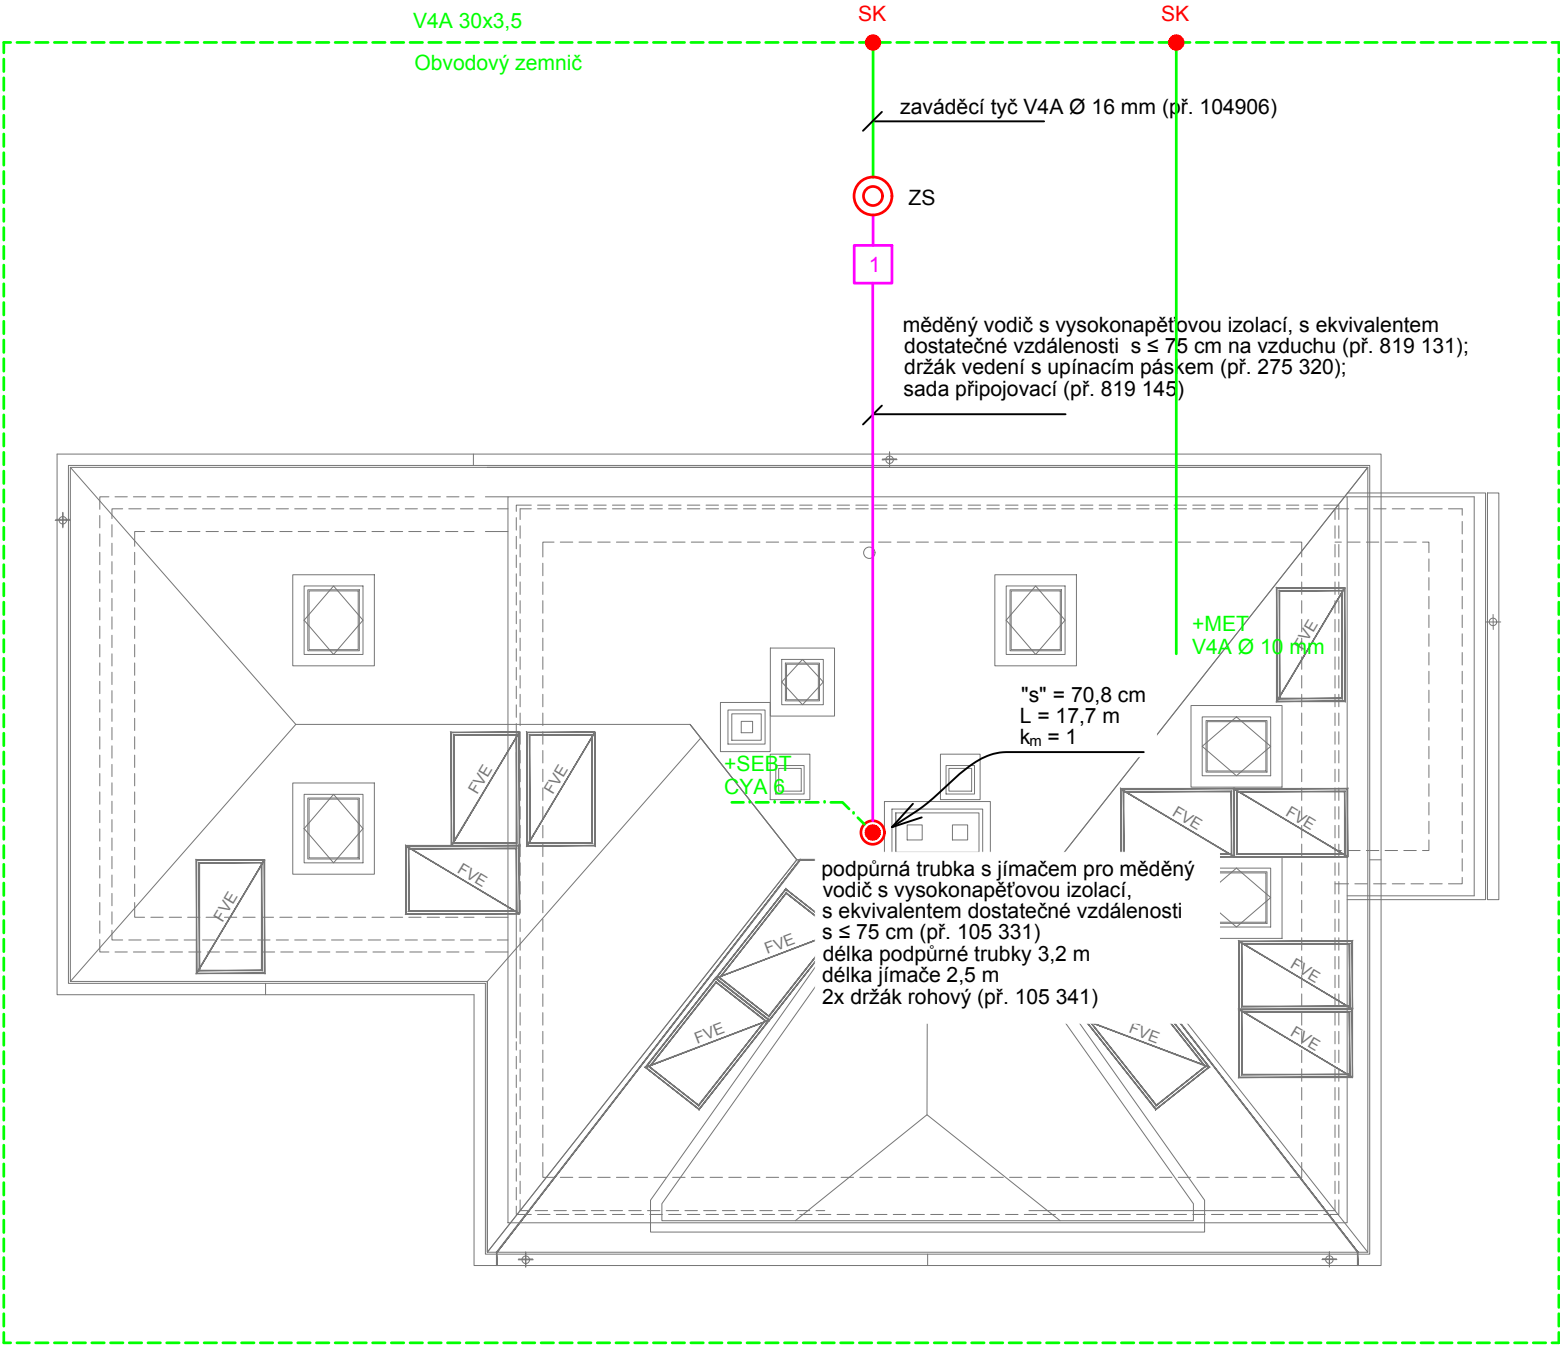 V4A 30x3,5
Obvodový zemnič
SK
SK
zaváděcí tyč V4A Ø 16 mm (př. 104906)
ZS
1
měděný vodič s vysokonapěťovou izolací, s ekvivalentem
dostatečné vzdálenosti s ≤ 75 cm na vzduchu (př. 819 131);
držák vedení s upínacím páskem (př. 275 320);
sada připojovací (př. 819 145)
+MET
V4A Ø 10 mm
FVE
"s" = 70,8 cm
L = 17,7 m
km = 1
+SEBT
CYA 6
FVE
FVE
FVE
FVE
FVE
FVE
podpůrná trubka s jímačem pro měděný
vodič s vysokonapěťovou izolací,
s ekvivalentem dostatečné vzdálenosti
s ≤ 75 cm (př. 105 331)
délka podpůrné trubky 3,2 m
délka jímače 2,5 m
2x držák rohový (př. 105 341)
FVE
FVE
FVE
FVE
FVE